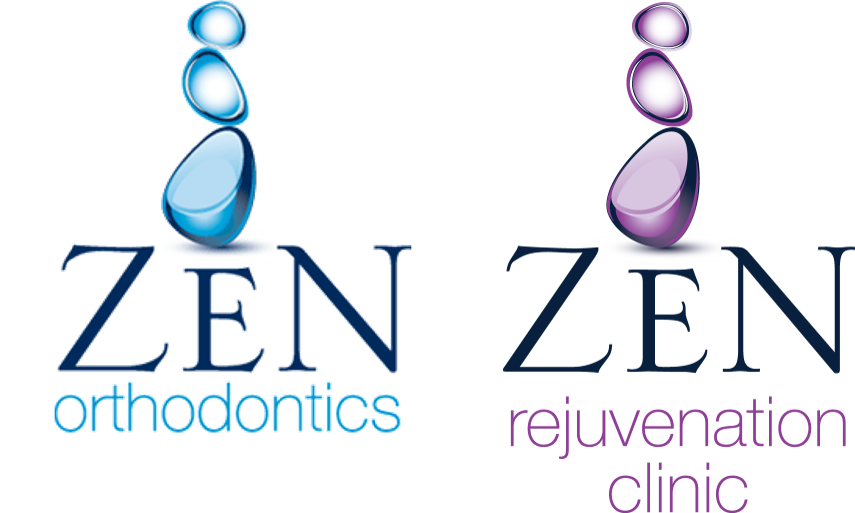 ZEN
orthodontics
ZEN
rejuvenation
clinic